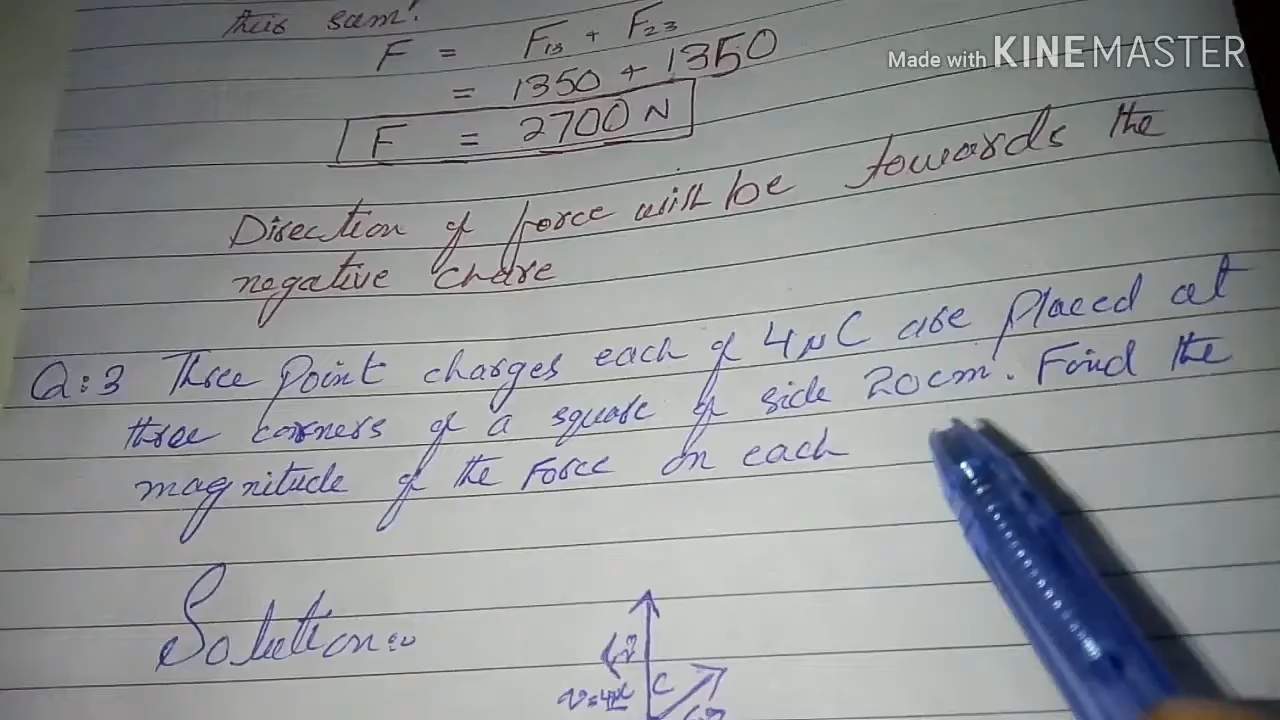 this sum!
Made with KINEMASTER
F = F13 + F23
= 1350 + 1350
F = 2700 N
Direction of force will be towards the
negative chare
Q:3 Three Point charges each of 4μC are Placed at
three corners of a square of side 20cm. Find the
magnitude of the Force on each
Solution:
C